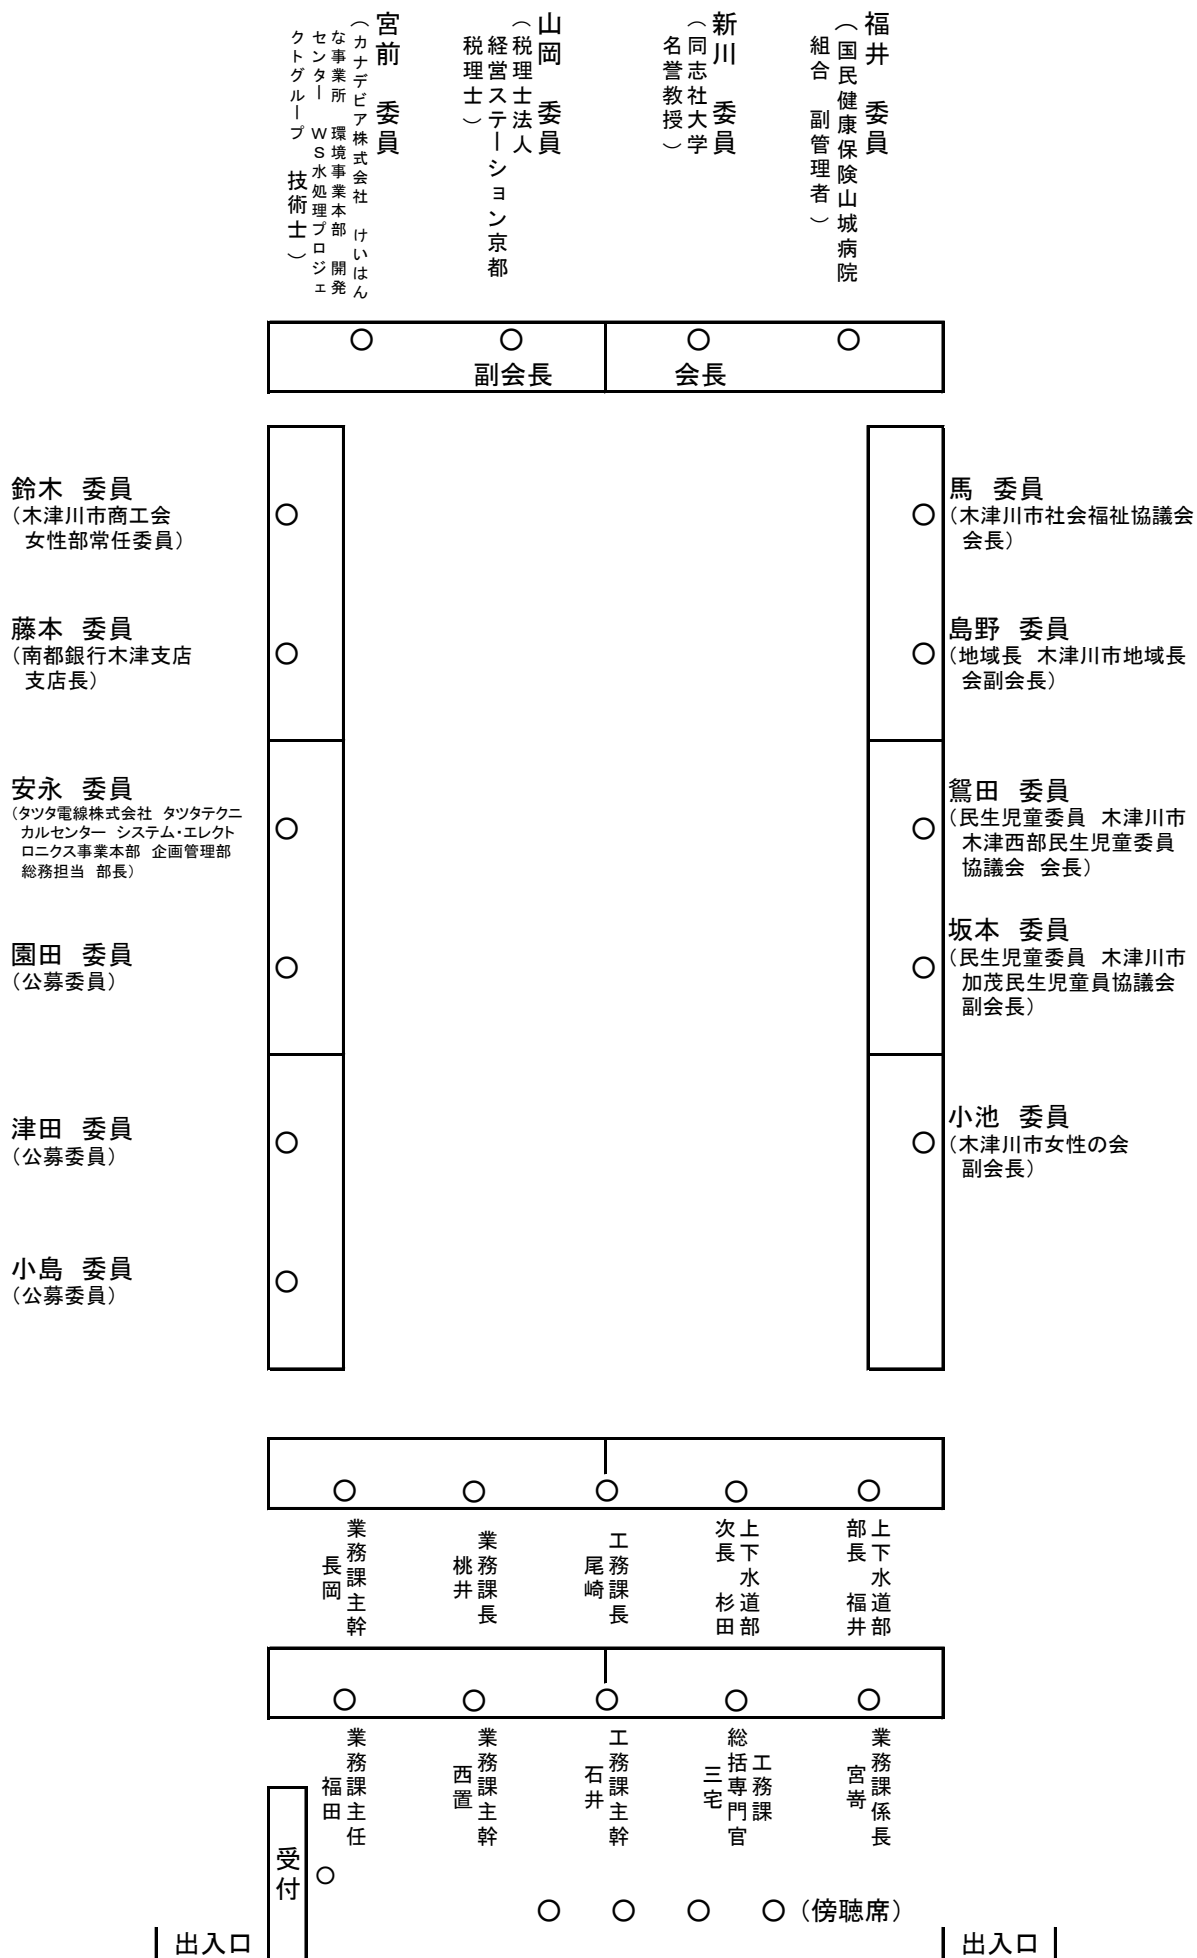 福井　委員
（国民健康保険山城病院
組合　副管理者）
新川　委員
（同志社大学
名誉教授）
山岡　委員
（税理士法人
経営ステーション京都
税理士）
宮前　委員
（カナデビア株式会社　けいはん
な事業所　環境事業本部　開発
センター　ＷＳ水処理プロジェ
クトグループ　技術士）
副会長
会長
鈴木　委員
（木津川市商工会
女性部常任委員）
藤本　委員
（南都銀行木津支店
支店長）
安永　委員
（タツタ電線株式会社　タツタテクニ
カルセンター　システム・エレクト
ロニクス事業本部　企画管理部
総務担当　部長）
園田　委員
（公募委員）
津田　委員
（公募委員）
小島　委員
（公募委員）
馬　委員
（木津川市社会福祉協議会
会長）
島野　委員
（地域長　木津川市地域長
会副会長）
鴛田　委員
（民生児童委員　木津川市
木津西部民生児童委員
協議会　会長）
坂本　委員
（民生児童委員　木津川市
加茂民生児童員協議会
副会長）
小池　委員
（木津川市女性の会
副会長）
上下水道部
部長　福井
上下水道部
次長　杉田
工務課長
尾崎
業務課長
桃井
業務課主幹
長岡
業務課係長
宮嵜
工務課
総括専門官
三宅
工務課主幹
石井
業務課主幹
西置
業務課主任
福田
受付
（傍聴席）
出入口
出入口